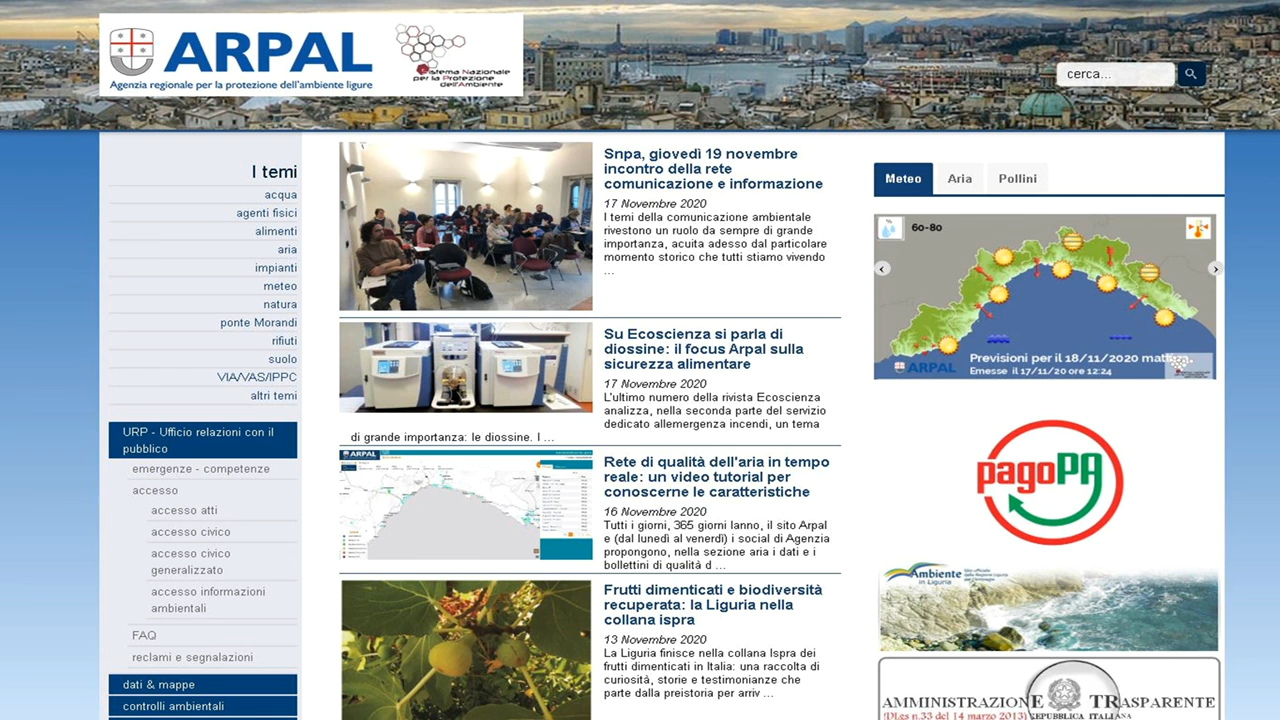 ARPAL
Agenzia regionale per la protezione dell'ambiente ligure
Sistema Nazionale
per la Protezione
dell'Ambiente
cerca...
I temi
acqua
agenti fisici
alimenti
aria
impianti
meteo
natura
ponte Morandi
rifiuti
suolo
VIA/VAS/IPPC
altri temi
URP - Ufficio relazioni con il
pubblico
emergenze - competenze
accesso
accesso atti
accesso civico
accesso civico
generalizzato
accesso informazioni
ambientali
FAQ
reclami e segnalazioni
dati & mappe
controlli ambientali
Snpa, giovedì 19 novembre
incontro della rete
comunicazione e informazione
17 Novembre 2020
I temi della comunicazione ambientale
rivestono un ruolo da sempre di grande
importanza, acuita adesso dal particolare
momento storico che tutti stiamo vivendo
...
Su Ecoscienza si parla di
diossine: il focus Arpal sulla
sicurezza alimentare
17 Novembre 2020
L'ultimo numero della rivista Ecoscienza
analizza, nella seconda parte del servizio
dedicato allemergenza incendi, un tema
di grande importanza: le diossine. I ...
ARPAL
Rete di qualità dell'aria in tempo
reale: un video tutorial per
conoscerne le caratteristiche
16 Novembre 2020
Tutti i giorni, 365 giorni lanno, il sito Arpal
e (dal lunedì al venerdì) i social di Agenzia
propongono, nella sezione aria i dati e i
bollettini di qualità d ...
Frutti dimenticati e biodiversità
recuperata: la Liguria nella
collana ispra
13 Novembre 2020
La Liguria finisce nella collana Ispra dei
frutti dimenticati in Italia: una raccolta di
curiosità, storie e testimonianze che
parte dalla preistoria per arriv ...
Meteo
Aria
Pollini
60-80
ARPAL
Previsioni per il 18/11/2020 mattina,
Emesse il 17/11/20 ore 12:24
pagoPA
Ambiente
in Liguria
AMMINISTRAZIONE TRASPARENTE
(Dlgs n.33 del 14 marzo 2013)
REPUBBLICA ITALIANA